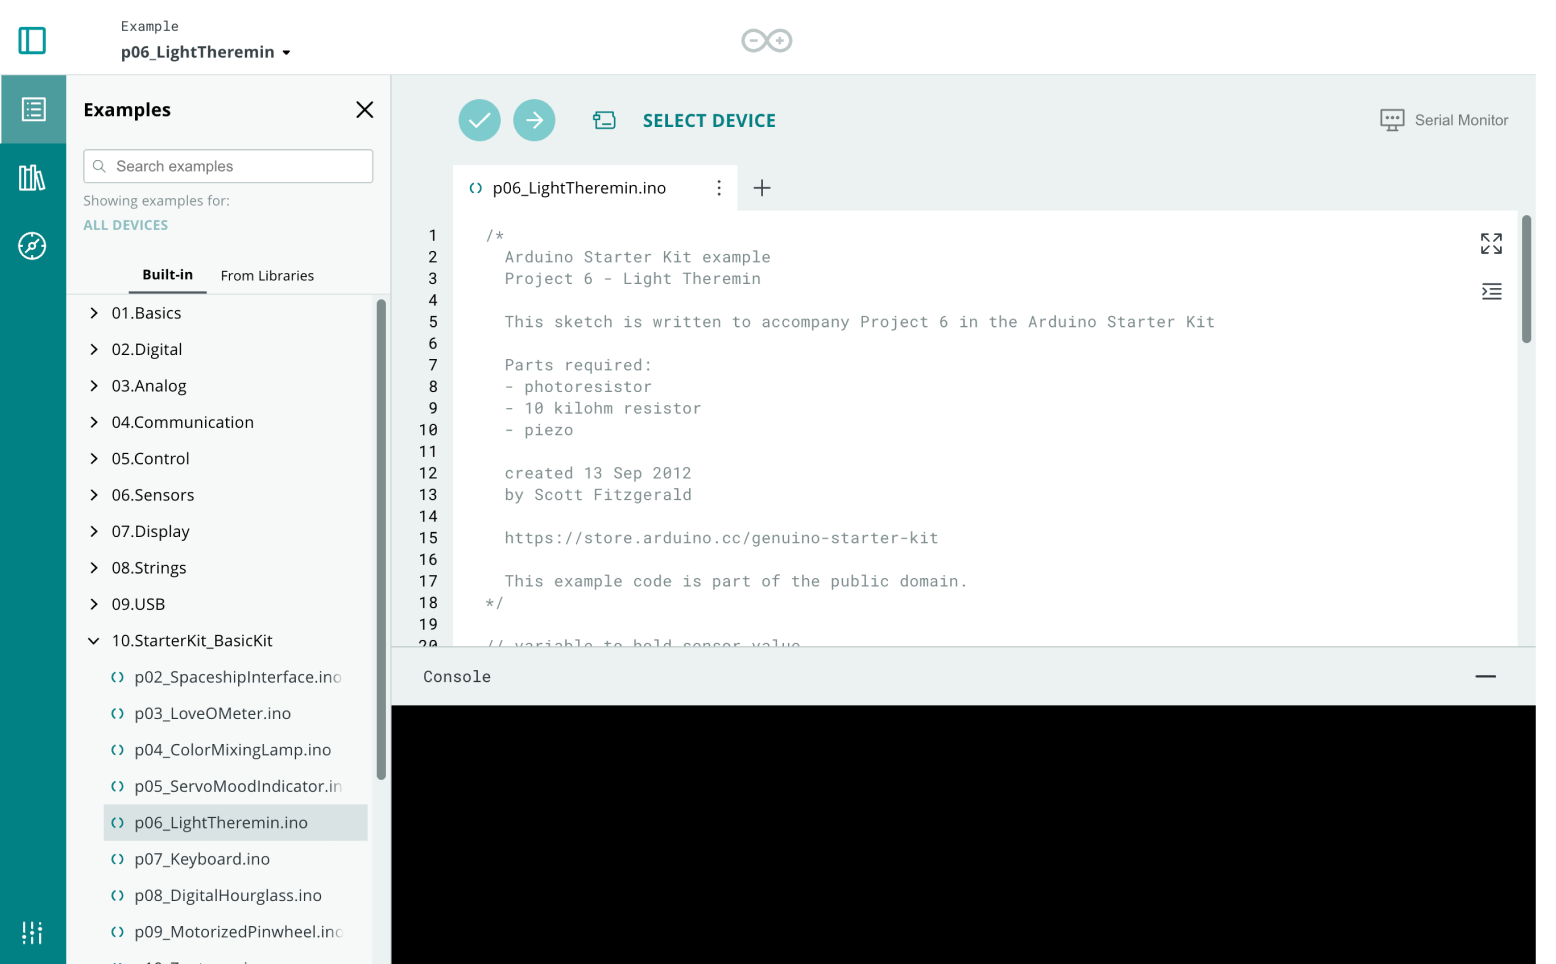 Example
p06_LightTheremin
Examples
Search examples
Showing examples for:
ALL DEVICES
Built-in From Libraries
01.Basics
02.Digital
03.Analog
04.Communication
05.Control
06.Sensors
07.Display
08.Strings
09.USB
10.StarterKit_BasicKit
p02_SpaceshipInterface.ino
p03_LoveOMeter.ino
p04_ColorMixingLamp.ino
p05_ServoMoodIndicator.in
p06_LightTheremin.ino
p07_Keyboard.ino
p08_DigitalHourglass.ino
p09_MotorizedPinwheel.ino
SELECT DEVICE
Serial Monitor
p06_LightTheremin.ino
1 /*
2 Arduino Starter Kit example
3 Project 6 - Light Theremin
4
5 This sketch is written to accompany Project 6 in the Arduino Starter Kit
6
7 Parts required:
8 - photoresistor
9 - 10 kilohm resistor
10 - piezo
11
12 created 13 Sep 2012
13 by Scott Fitzgerald
14
15 https://store.arduino.cc/genuino-starter-kit
16
17 This example code is part of the public domain.
18 */
19
20 // variable to hold sensor value
Console